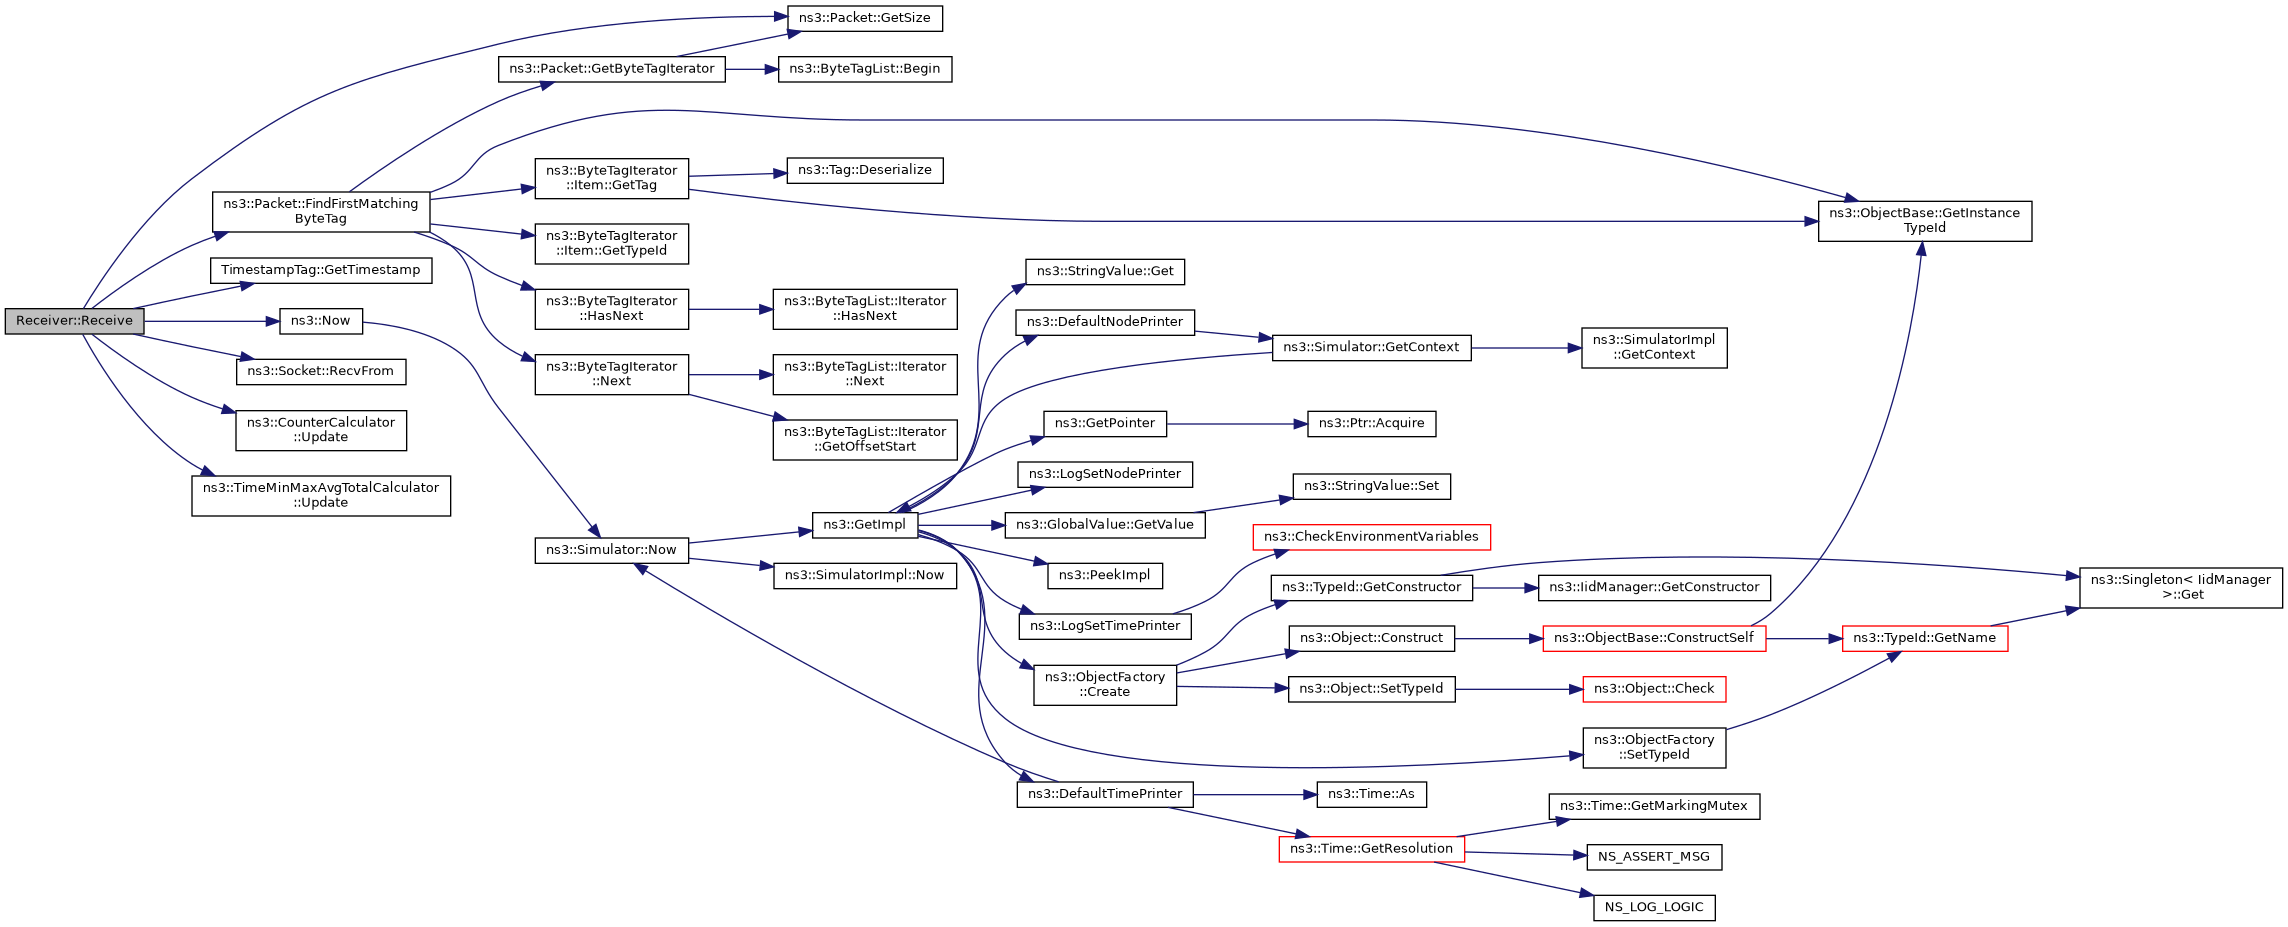 ns3::Packet::GetSize
ns3::Packet::GetByteTagIterator
ns3::ByteTagList::Begin
ns3::ByteTagIterator
::Item::GetTag
ns3::Tag::Deserialize
ns3::Packet::FindFirstMatching
ByteTag
ns3::ObjectBase::GetInstance
TypeId
ns3::ByteTagIterator
::Item::GetTypeId
TimestampTag::GetTimestamp
ns3::StringValue::Get
ns3::ByteTagIterator
::HasNext
ns3::ByteTagList::Iterator
::HasNext
Receiver::Receive
ns3::Now
ns3::DefaultNodePrinter
ns3::Simulator::GetContext
ns3::SimulatorImpl
::GetContext
ns3::Socket::RecvFrom
ns3::ByteTagIterator
::Next
ns3::ByteTagList::Iterator
::Next
ns3::CounterCalculator
::Update
ns3::ByteTagList::Iterator
::GetOffsetStart
ns3::GetPointer
ns3::Ptr::Acquire
ns3::LogSetNodePrinter
ns3::TimeMinMaxAvgTotalCalculator
::Update
ns3::StringValue::Set
ns3::GetImpl
ns3::GlobalValue::GetValue
ns3::CheckEnvironmentVariables
ns3::Simulator::Now
ns3::SimulatorImpl::Now
ns3::PeekImpl
ns3::TypeId::GetConstructor
ns3::IidManager::GetConstructor
ns3::Singleton< IidManager
>::Get
ns3::LogSetTimePrinter
ns3::Object::Construct
ns3::ObjectBase::ConstructSelf
ns3::TypeId::GetName
ns3::ObjectFactory
::Create
ns3::Object::SetTypeId
ns3::Object::Check
ns3::ObjectFactory
::SetTypeId
ns3::DefaultTimePrinter
ns3::Time::As
ns3::Time::GetMarkingMutex
ns3::Time::GetResolution
NS_ASSERT_MSG
NS_LOG_LOGIC